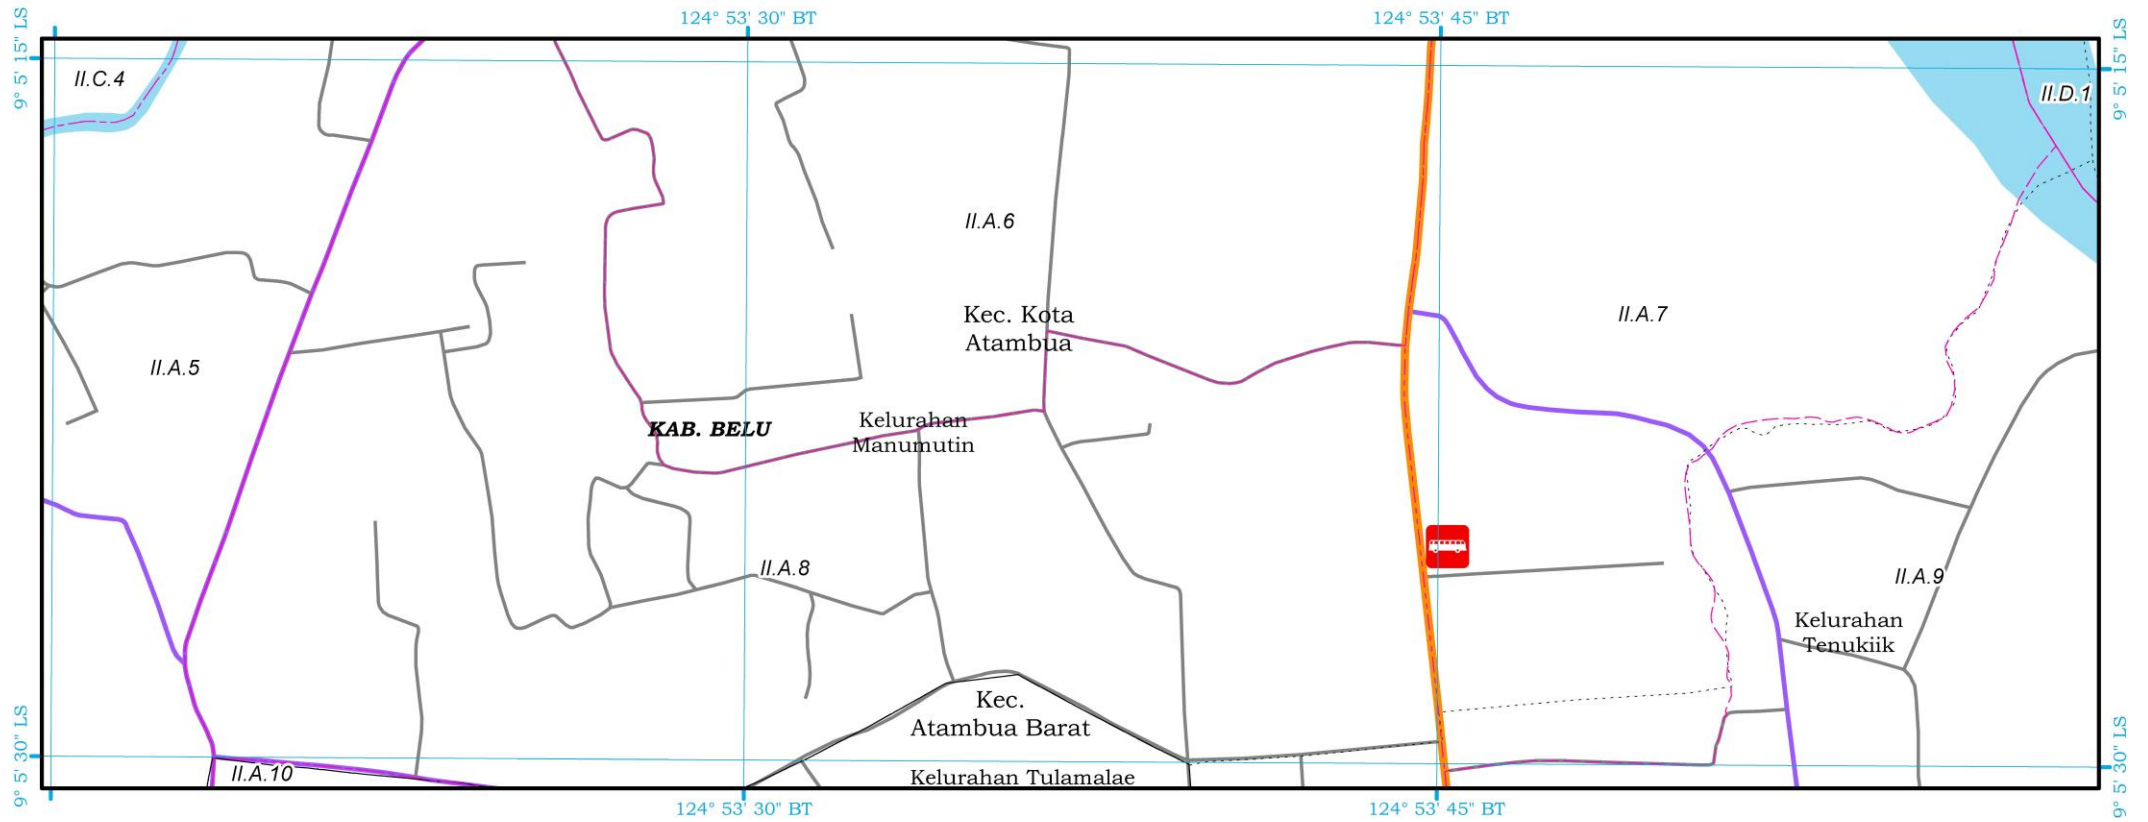 124° 53' 30" BT
124° 53' 45" BT
9° 5' 15" LS
9° 5' 15" LS
II.C.4
II.D.1
II.A.6
Kec. Kota
Atambua
II.A.7
II.A.5
KAB. BELU
Kelurahan
Manumutin
II.A.8
II.A.9
Kelurahan
Tenukiik
Kec.
Atambua Barat
II.A.10
Kelurahan Tulamalae
9° 5' 30" LS
9° 5' 30" LS
124° 53' 30" BT
124° 53' 45" BT